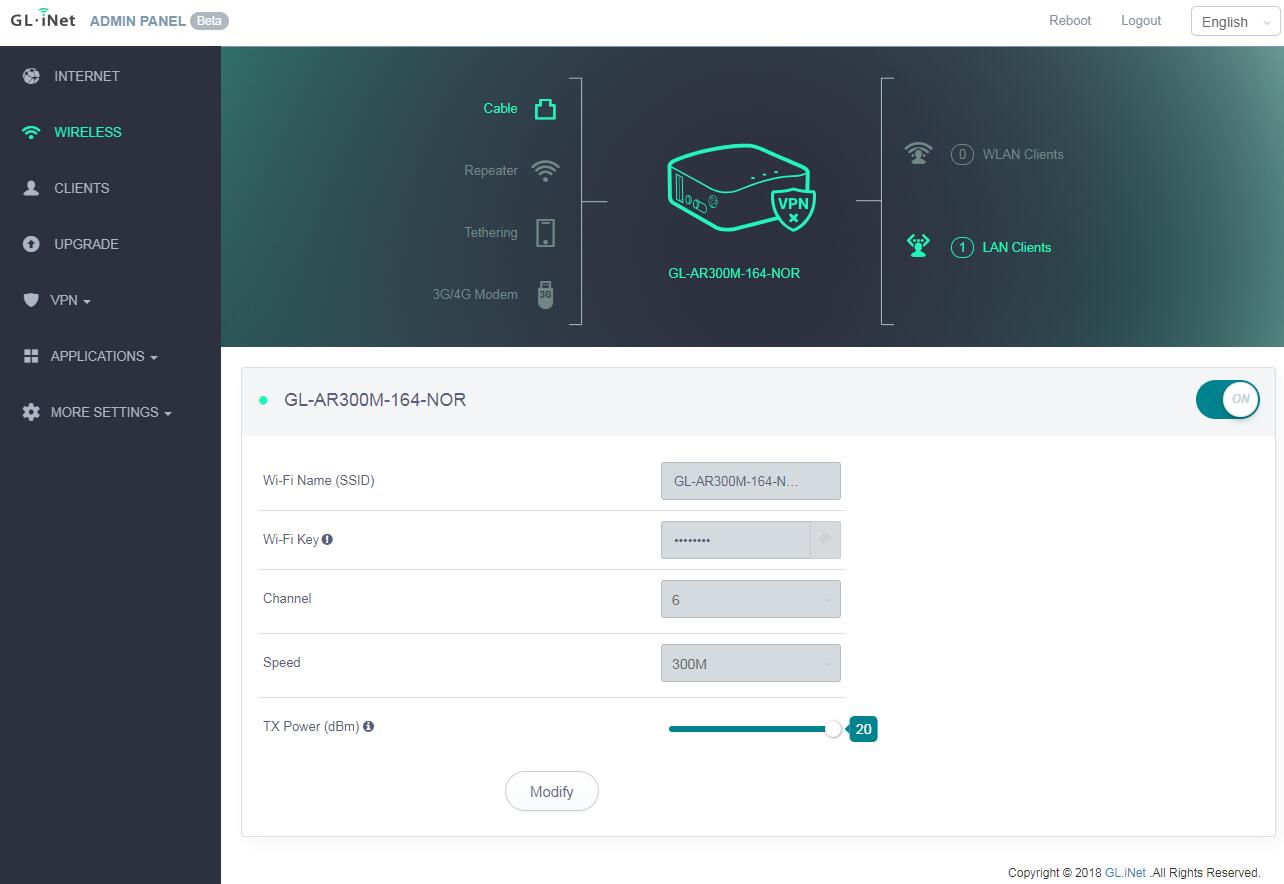 GL·iNet ADMIN PANEL Beta
Reboot Logout English
INTERNET
WIRELESS
CLIENTS
UPGRADE
VPN
APPLICATIONS
MORE SETTINGS
Cable
Repeater
Tethering
3G/4G Modem 3G
VPN
GL-AR300M-164-NOR
0 WLAN Clients
1 LAN Clients
GL-AR300M-164-NOR ON
Wi-Fi Name (SSID) GL-AR300M-164-N...
Wi-Fi Key ••••••••
Channel 6
Speed 300M
TX Power (dBm) 20
Modify
Copyright © 2018 GL.iNet .All Rights Reserved.